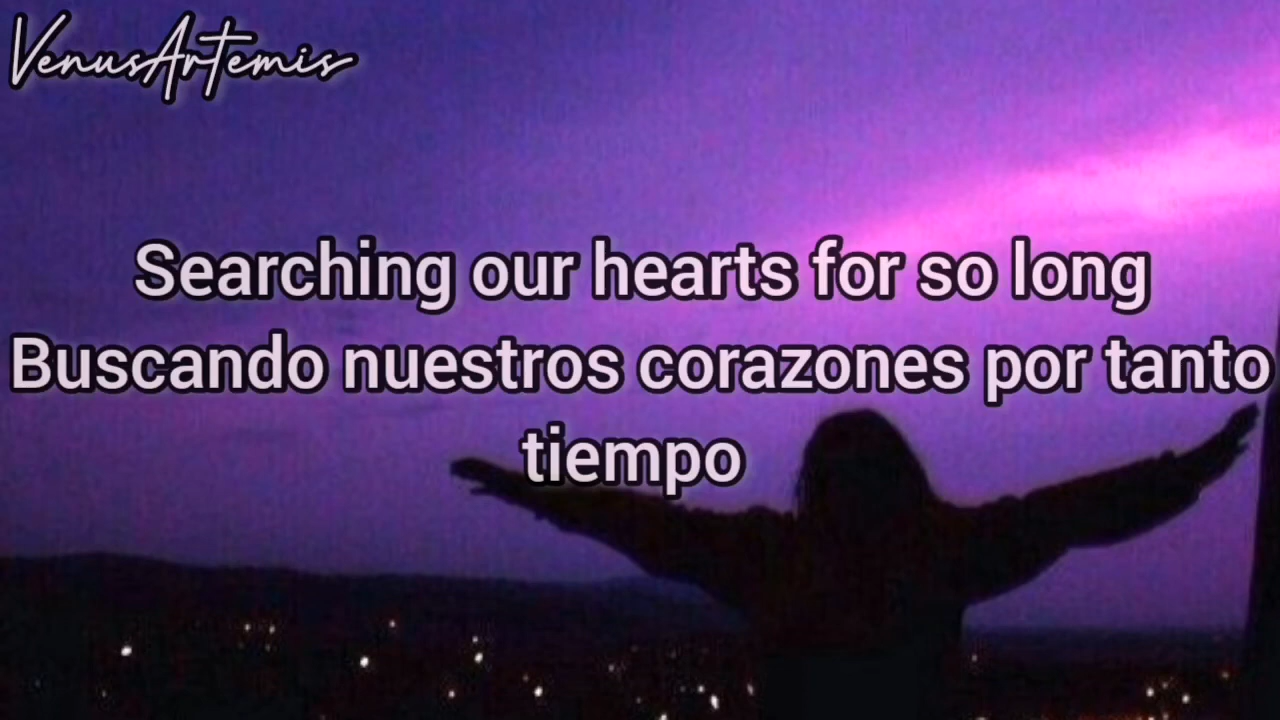 VenusArtemis
Searching our hearts for so long
Buscando nuestros corazones por tanto
tiempo